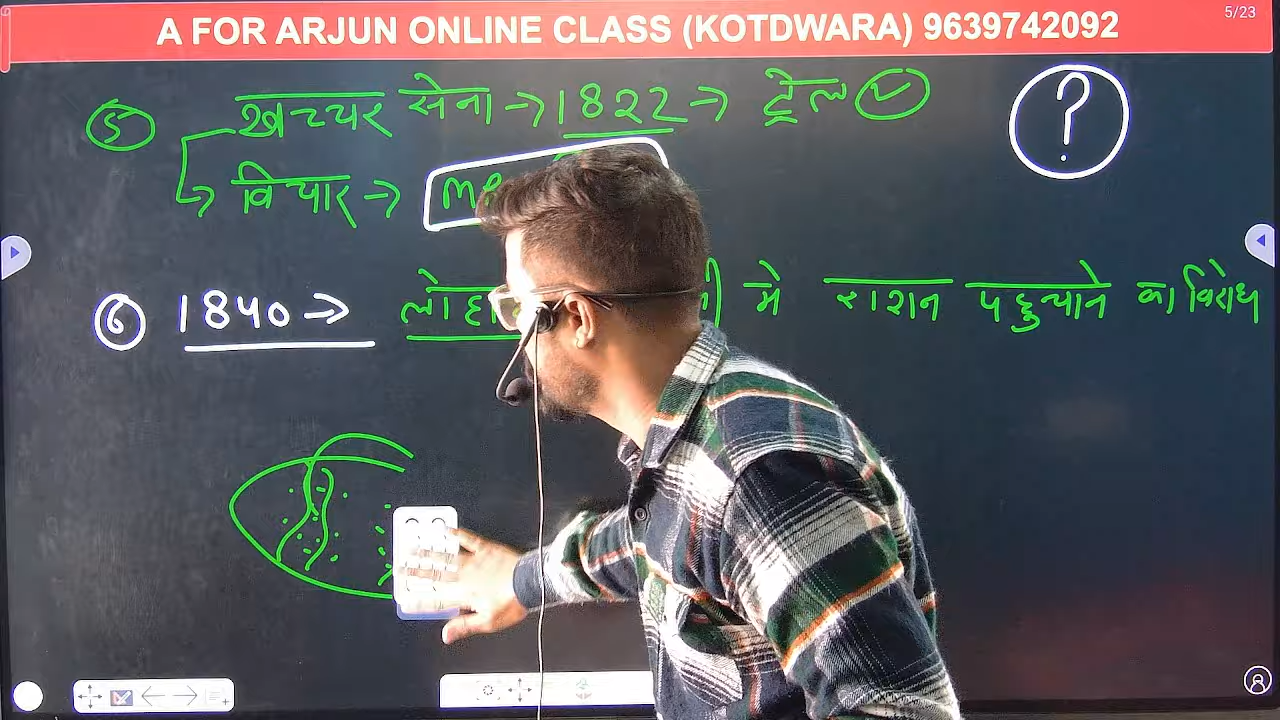 A FOR ARJUN ONLINE CLASS (KOTDWARA) 9639742092
5/23
5 खच्चर सेना → 1822 → ट्रेल
?
विचार →
6 1840 → में राशन पहुचाने का विरोध